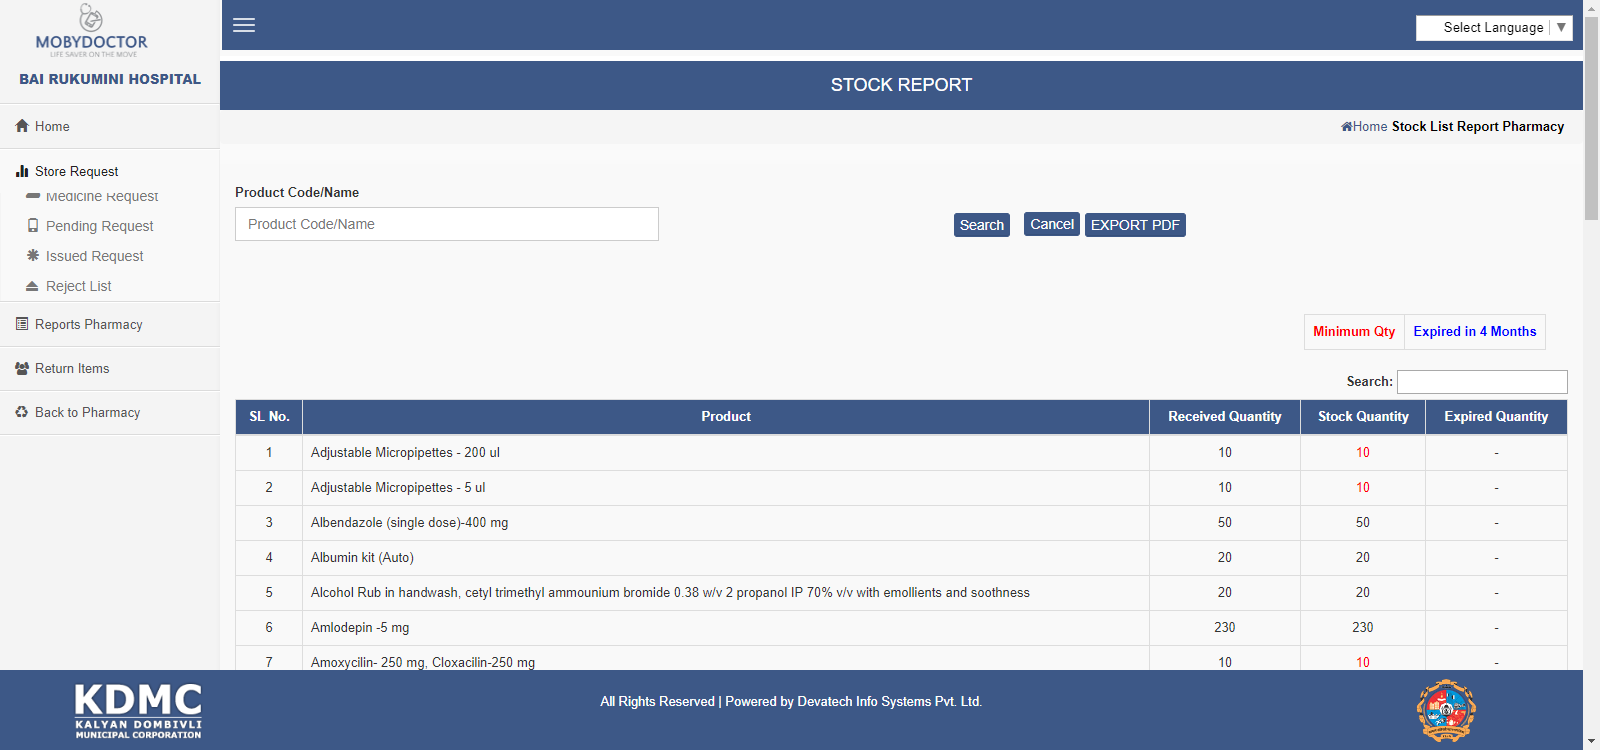 MOBYDOCTOR
LIFE SAVER ON THE MOVE
BAI RUKUMINI HOSPITAL
Home
Store Request
Medicine Request
Pending Request
Issued Request
Reject List
Reports Pharmacy
Return Items
Back to Pharmacy
Select Language ▼
STOCK REPORT
Home Stock List Report Pharmacy
Product Code/Name
Product Code/Name
Search Cancel EXPORT PDF
Minimum Qty Expired in 4 Months
Search:
SL No. Product Received Quantity Stock Quantity Expired Quantity
1 Adjustable Micropipettes - 200 ul 10 10 -
2 Adjustable Micropipettes - 5 ul 10 10 -
3 Albendazole (single dose)-400 mg 50 50 -
4 Albumin kit (Auto) 20 20 -
5 Alcohol Rub in handwash, cetyl trimethyl ammounium bromide 0.38 w/v 2 propanol IP 70% v/v with emollients and soothness 20 20 -
6 Amlodepin -5 mg 230 230 -
7 Amoxycilin- 250 mg, Cloxacilin-250 mg 10 10 -
KDMC
KALYAN DOMBIVLI
MUNICIPAL CORPORATION
All Rights Reserved | Powered by Devatech Info Systems Pvt. Ltd.